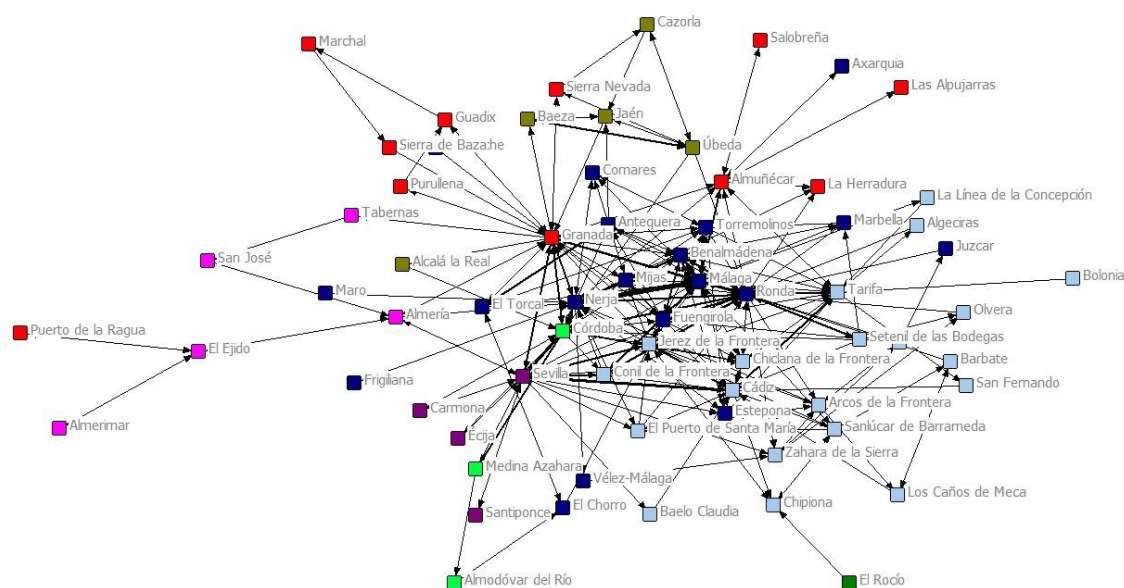 Cazorla
Marchal
Salobreña
Axarquia
Sierra Nevada
Las Alpujarras
Guadix
Baeza
Jaén
Sierra de Baza
Úbeda
Comares
Almuñécar
Purullena
La Herradura
La Línea de la Concepción
Tabernas
Antequera
Torremolinos
Marbella
Algeciras
Granada
Juzcar
San José
Alcalá la Real
Benalmádena
Mijas
Málaga
Bolonia
Maro
Ronda
Tarifa
El Torcal
Nerja
Almería
Fuengirola
Olvera
Puerto de la Ragua
Córdoba
Setenil de las Bodegas
El Ejido
Jerez de la Frontera
Chiclana de la Frontera
Barbate
Sevilla
Conil de la Frontera
Frigiliana
Cádiz
San Fernando
Carmona
Estepona
Arcos de la Frontera
Almerimar
Ecija
El Puerto de Santa María
Sanlúcar de Barrameda
Zahara de la Sierra
Medina Azahara
Vélez-Málaga
Los Caños de Meca
El Chorro
Chipiona
Santiponce
Baelo Claudia
Almodóvar del Río
El Rocío